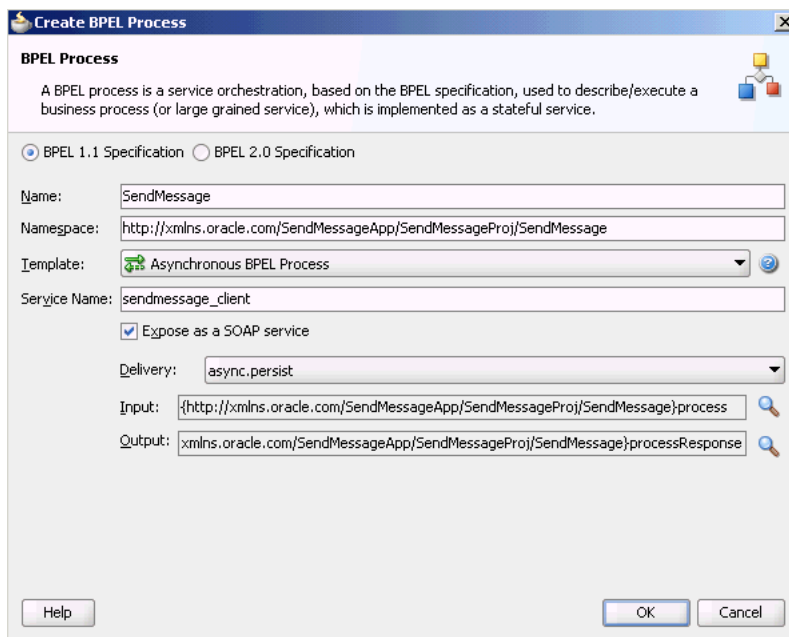 Create BPEL Process
BPEL Process
A BPEL process is a service orchestration, based on the BPEL specification, used to describe/execute a
business process (or large grained service), which is implemented as a stateful service.
BPEL 1.1 Specification BPEL 2.0 Specification
Name: SendMessage
Namespace: http://xmlns.oracle.com/SendMessageApp/SendMessageProj/SendMessage
Template: Asynchronous BPEL Process
Service Name: sendmessage_client
Expose as a SOAP service
Delivery: async.persist
Input: {http://xmlns.oracle.com/SendMessageApp/SendMessageProj/SendMessage}process
Output: xmlns.oracle.com/SendMessageApp/SendMessageProj/SendMessage}processResponse
Help OK Cancel